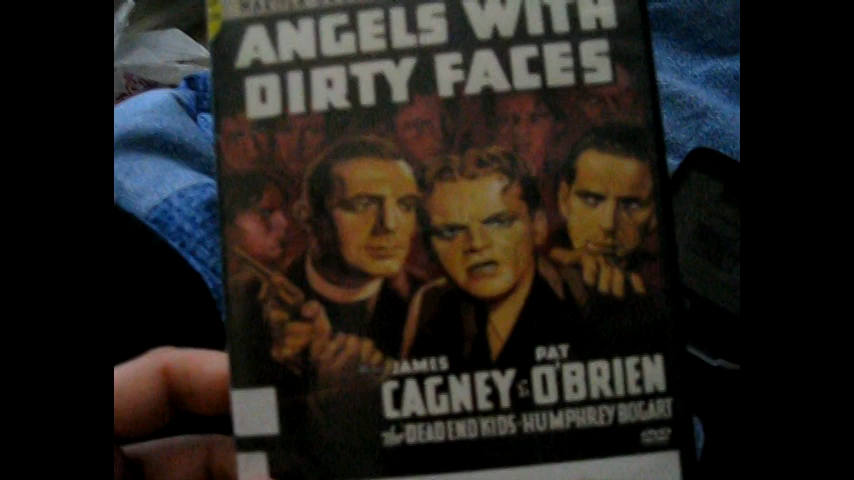 ANGELS WITH
DIRTY FACES
JAMES PAT
CAGNEY & O'BRIEN
The DEAD END KIDS - HUMPHREY BOGART
DVD